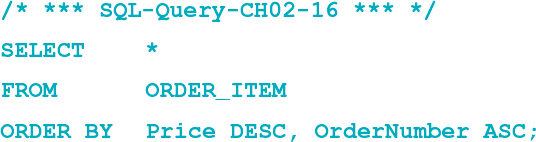 /* *** SQL-Query-CH02-16 *** */
SELECT *
FROM ORDER_ITEM
ORDER BY Price DESC, OrderNumber ASC;